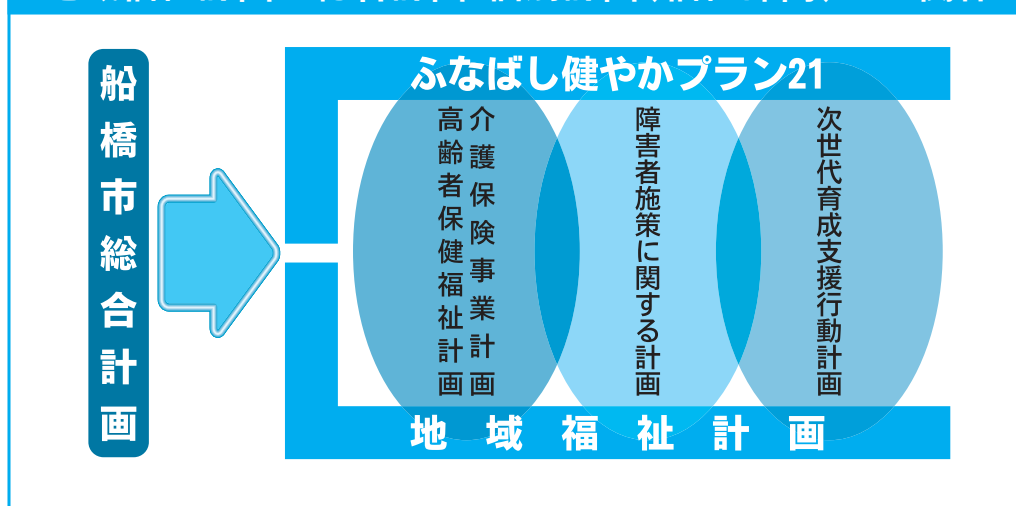 船橋市総合計画
ふなばし健やかプラン21
介護保険事業計画
高齢者保健福祉計画
障害者施策に関する計画
次世代育成支援行動計画
地域福祉計画